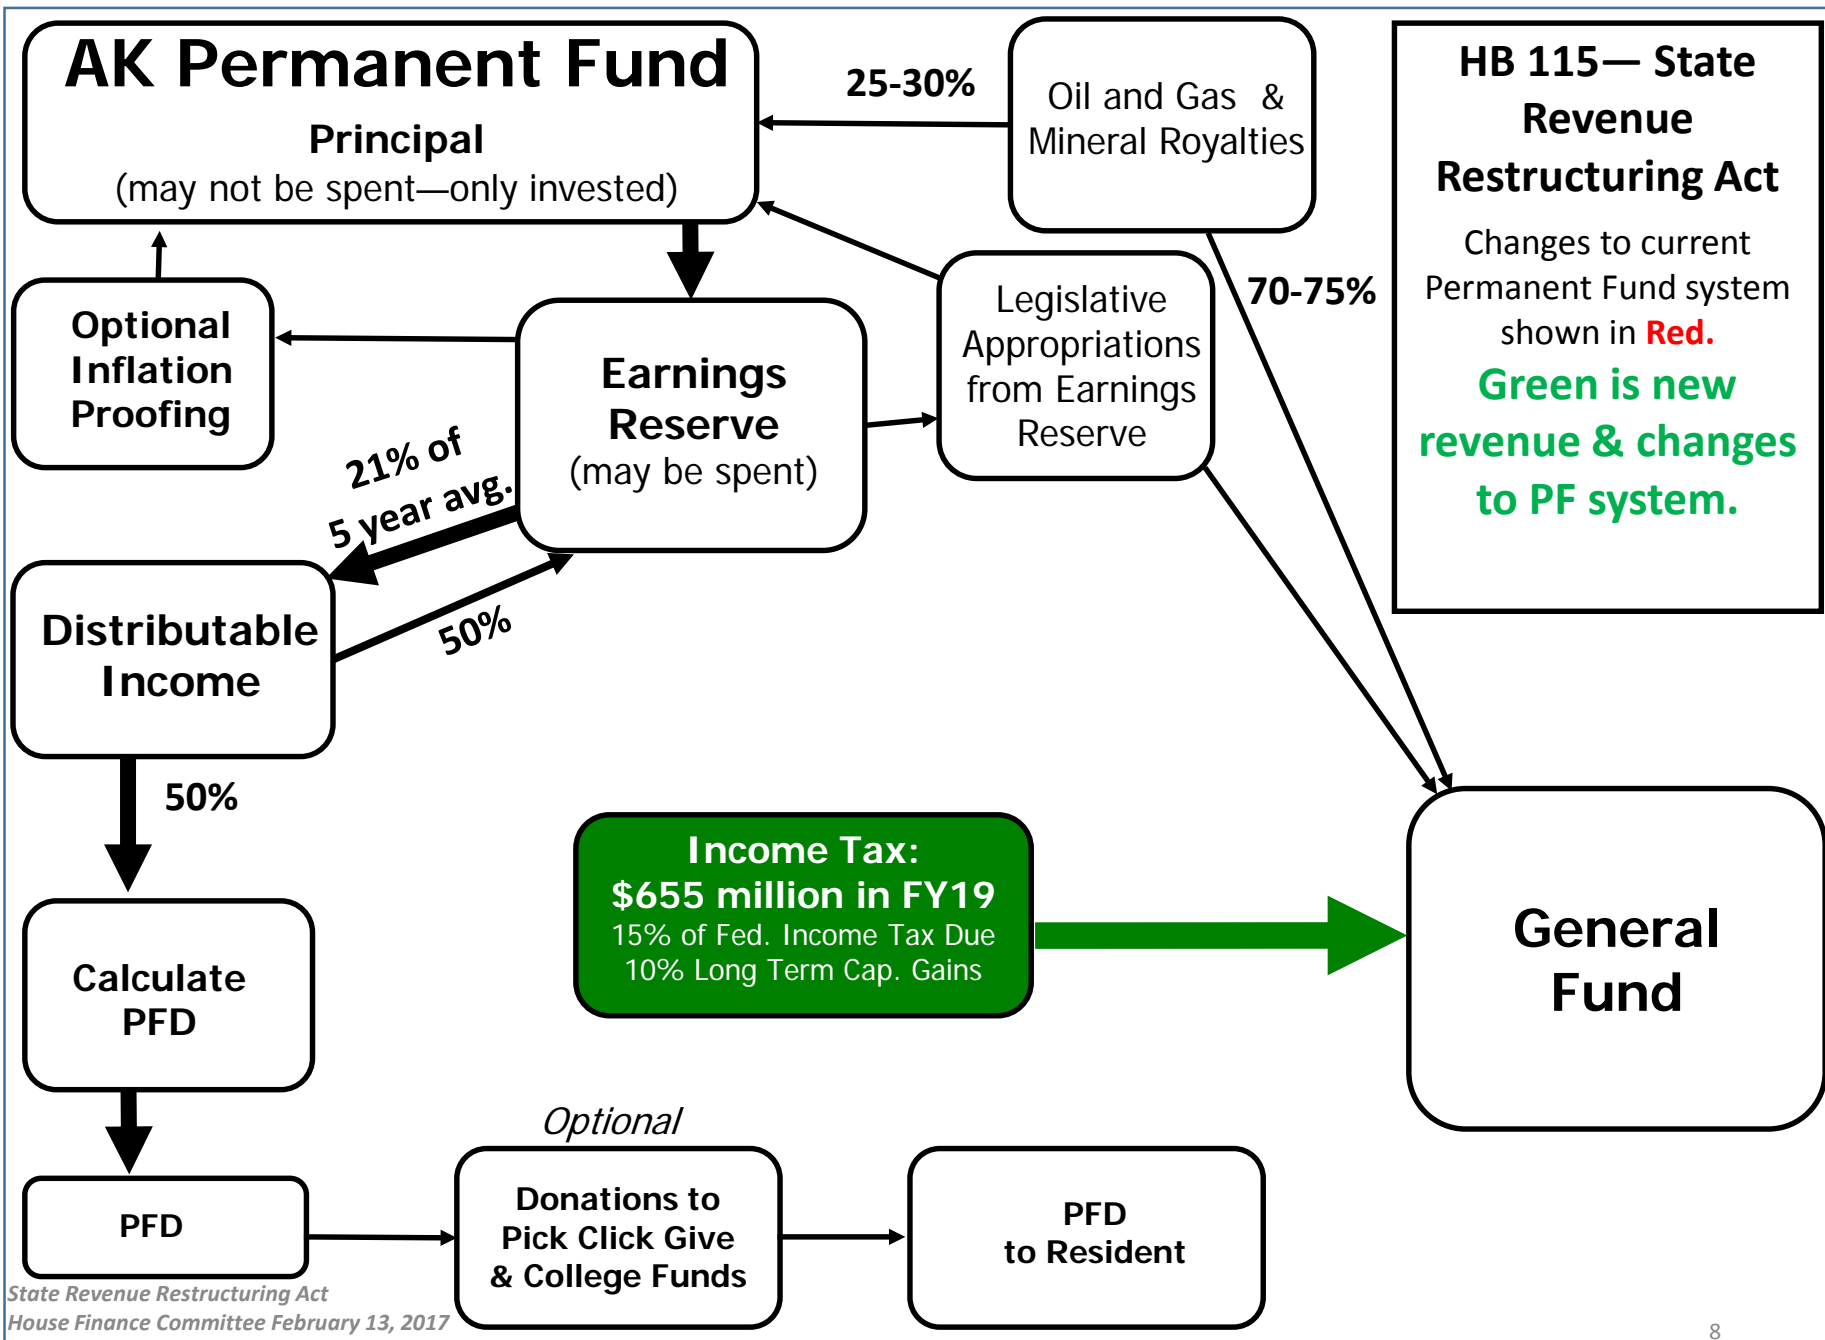 AK Permanent Fund
Principal
(may not be spent—only invested)
25-30%
Oil and Gas &
Mineral Royalties
HB 115— State
Revenue
Restructuring Act
Changes to current
Permanent Fund system
shown in Red.
Green is new
revenue & changes
to PF system.
Optional
Inflation
Proofing
Earnings
Reserve
(may be spent)
Legislative
Appropriations
from Earnings
Reserve
70-75%
21% of
5 year avg.
Distributable
Income
50%
50%
Income Tax:
$655 million in FY19
15% of Fed. Income Tax Due
10% Long Term Cap. Gains
General
Fund
Calculate
PFD
PFD
Optional
Donations to
Pick Click Give
& College Funds
PFD
to Resident
State Revenue Restructuring Act
House Finance Committee February 13, 2017
8